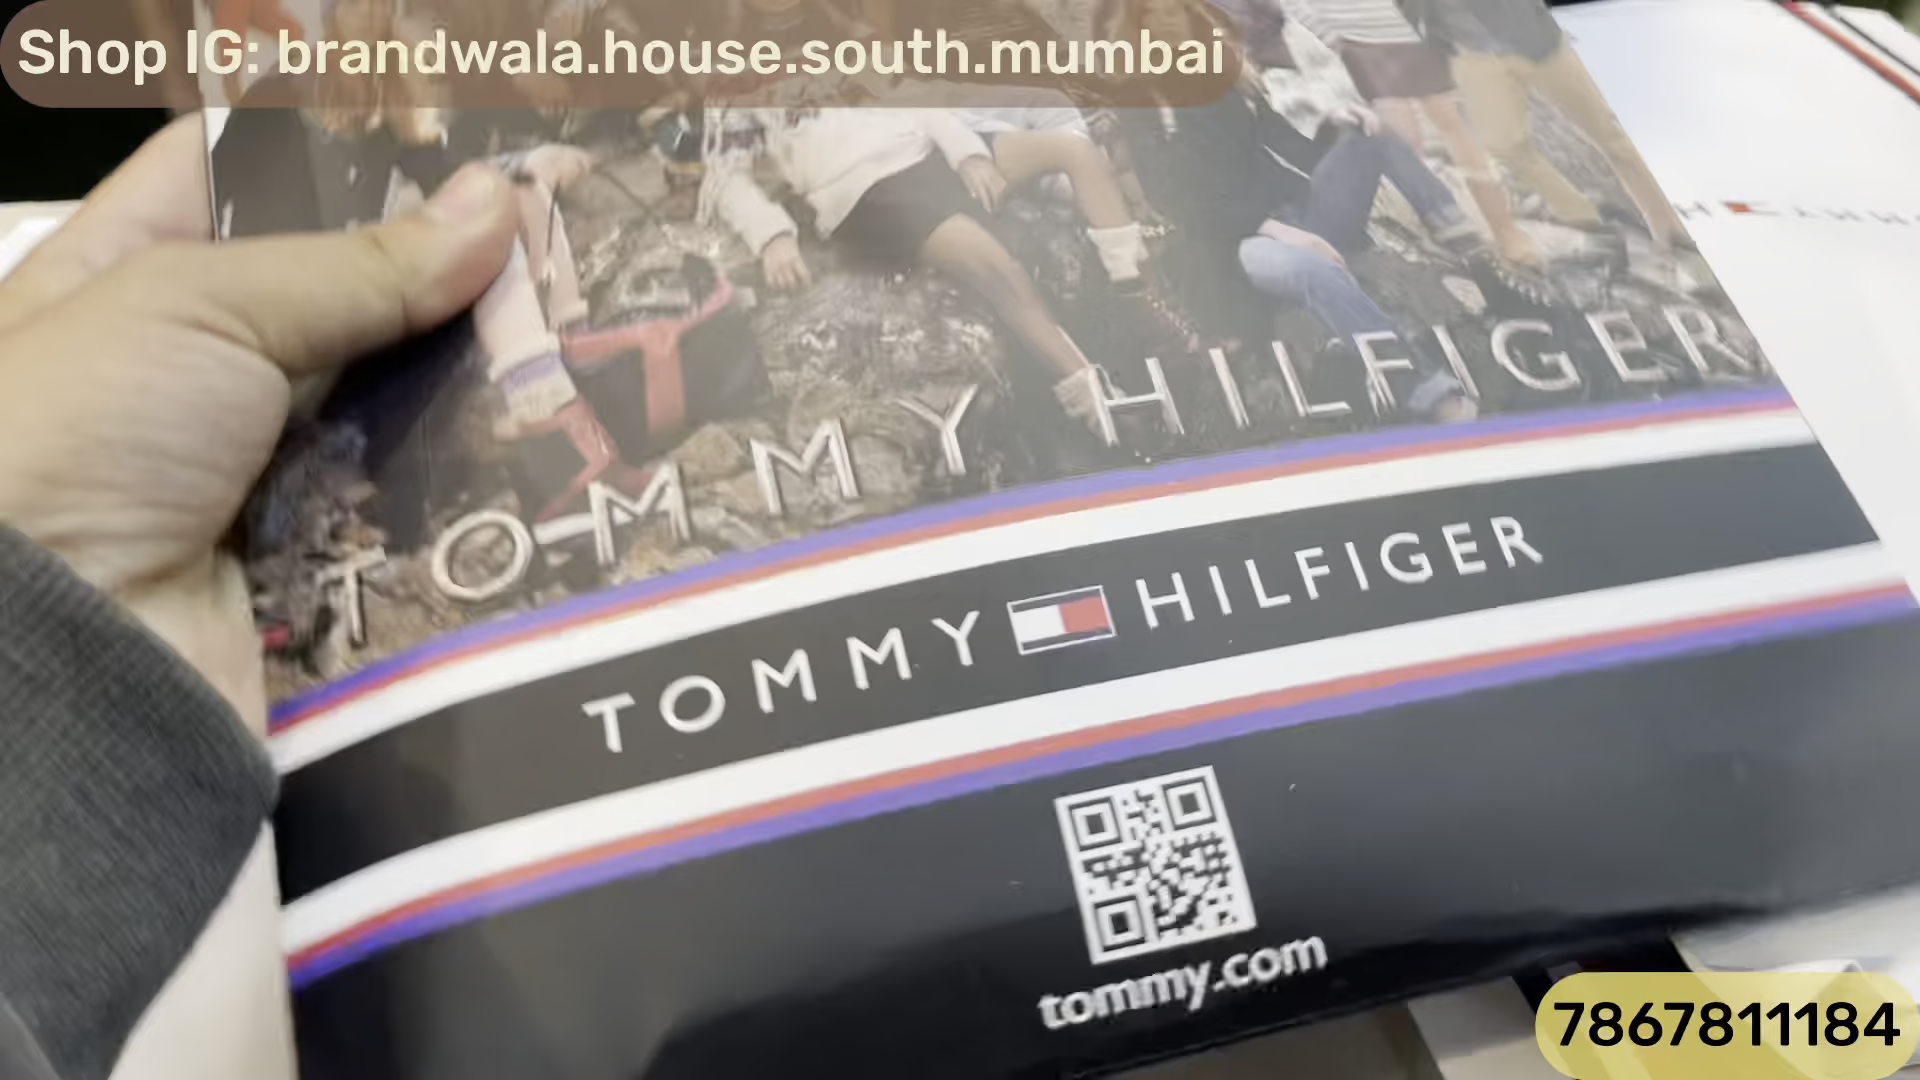 Shop IG: brandwala.house.south.mumbai
TOMMY HILFIGER
TOMMY HILFIGER
tommy.com
7867811184